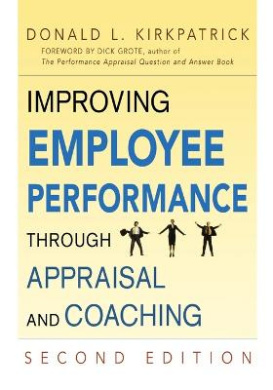 DONALD L. KIRKPATRICK
FOREWORD BY DICK GROTE, author of
The Performance Appraisal Question and Answer Book
IMPROVING
EMPLOYEE
PERFORMANCE
THROUGH
APPRAISAL
AND COACHING
SECOND EDITION